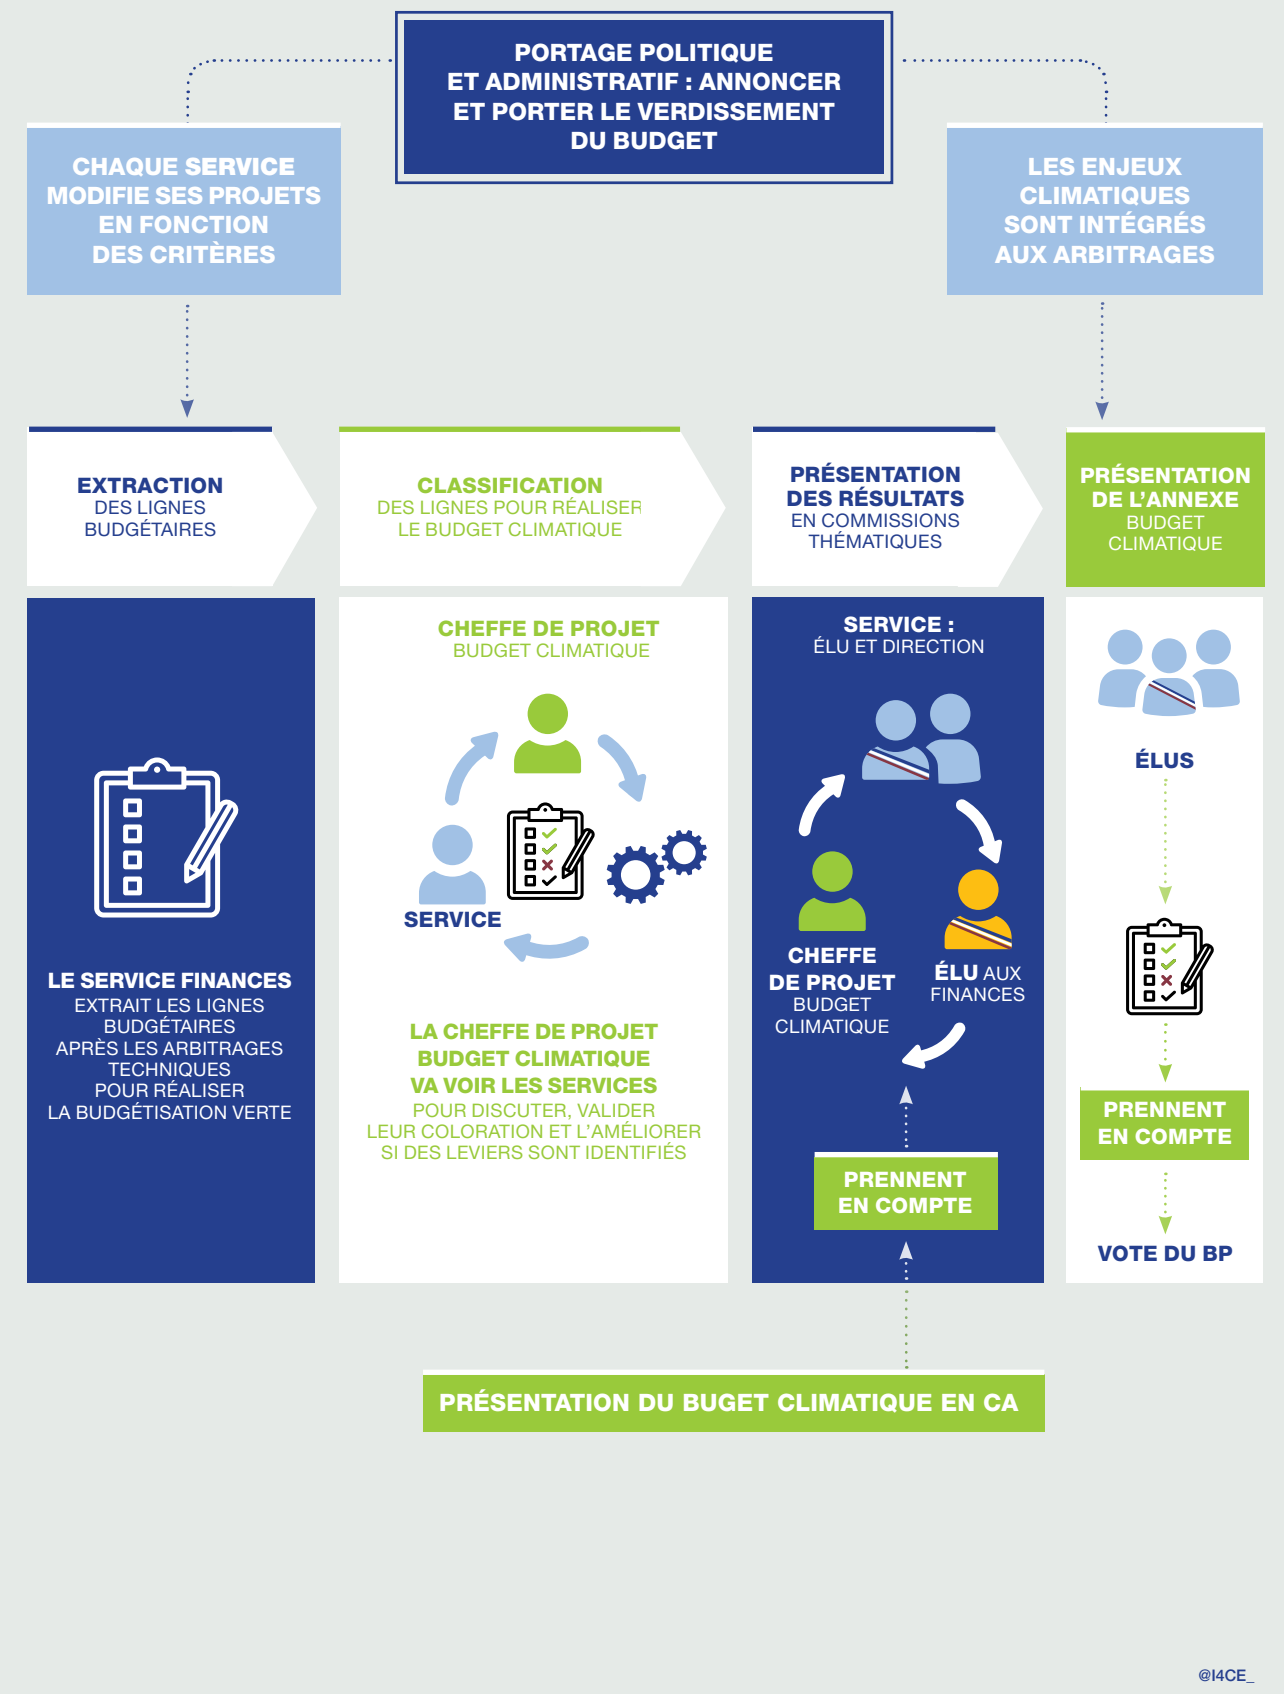 PORTAGE POLITIQUE
ET ADMINISTRATIF : ANNONCER
ET PORTER LE VERDISSEMENT
DU BUDGET
CHAQUE SERVICE
MODIFIE SES PROJETS
EN FONCTION
DES CRITÈRES
LES ENJEUX
CLIMATIQUES
SONT INTÉGRÉS
AUX ARBITRAGES
EXTRACTION
DES LIGNES
BUDGÉTAIRES
CLASSIFICATION
DES LIGNES POUR RÉALISER
LE BUDGET CLIMATIQUE
PRÉSENTATION
DES RÉSULTATS
EN COMMISSIONS
THÉMATIQUES
PRÉSENTATION
DE L'ANNEXE
BUDGET
CLIMATIQUE
LE SERVICE FINANCES
EXTRAIT LES LIGNES
BUDGÉTAIRES
APRÈS LES ARBITRAGES
TECHNIQUES
POUR RÉALISER
LA BUDGÉTISATION VERTE
CHEFFE DE PROJET
BUDGET CLIMATIQUE
SERVICE
LA CHEFFE DE PROJET
BUDGET CLIMATIQUE
VA VOIR LES SERVICES
POUR DISCUTER, VALIDER
LEUR COLORATION ET L'AMÉLIORER
SI DES LEVIERS SONT IDENTIFIÉS
SERVICE :
ÉLU ET DIRECTION
CHEFFE
DE PROJET
BUDGET
CLIMATIQUE
ÉLU AUX
FINANCES
PRENNENT
EN COMPTE
ÉLUS
PRENNENT
EN COMPTE
VOTE DU BP
PRÉSENTATION DU BUGET CLIMATIQUE EN CA
@I4CE_